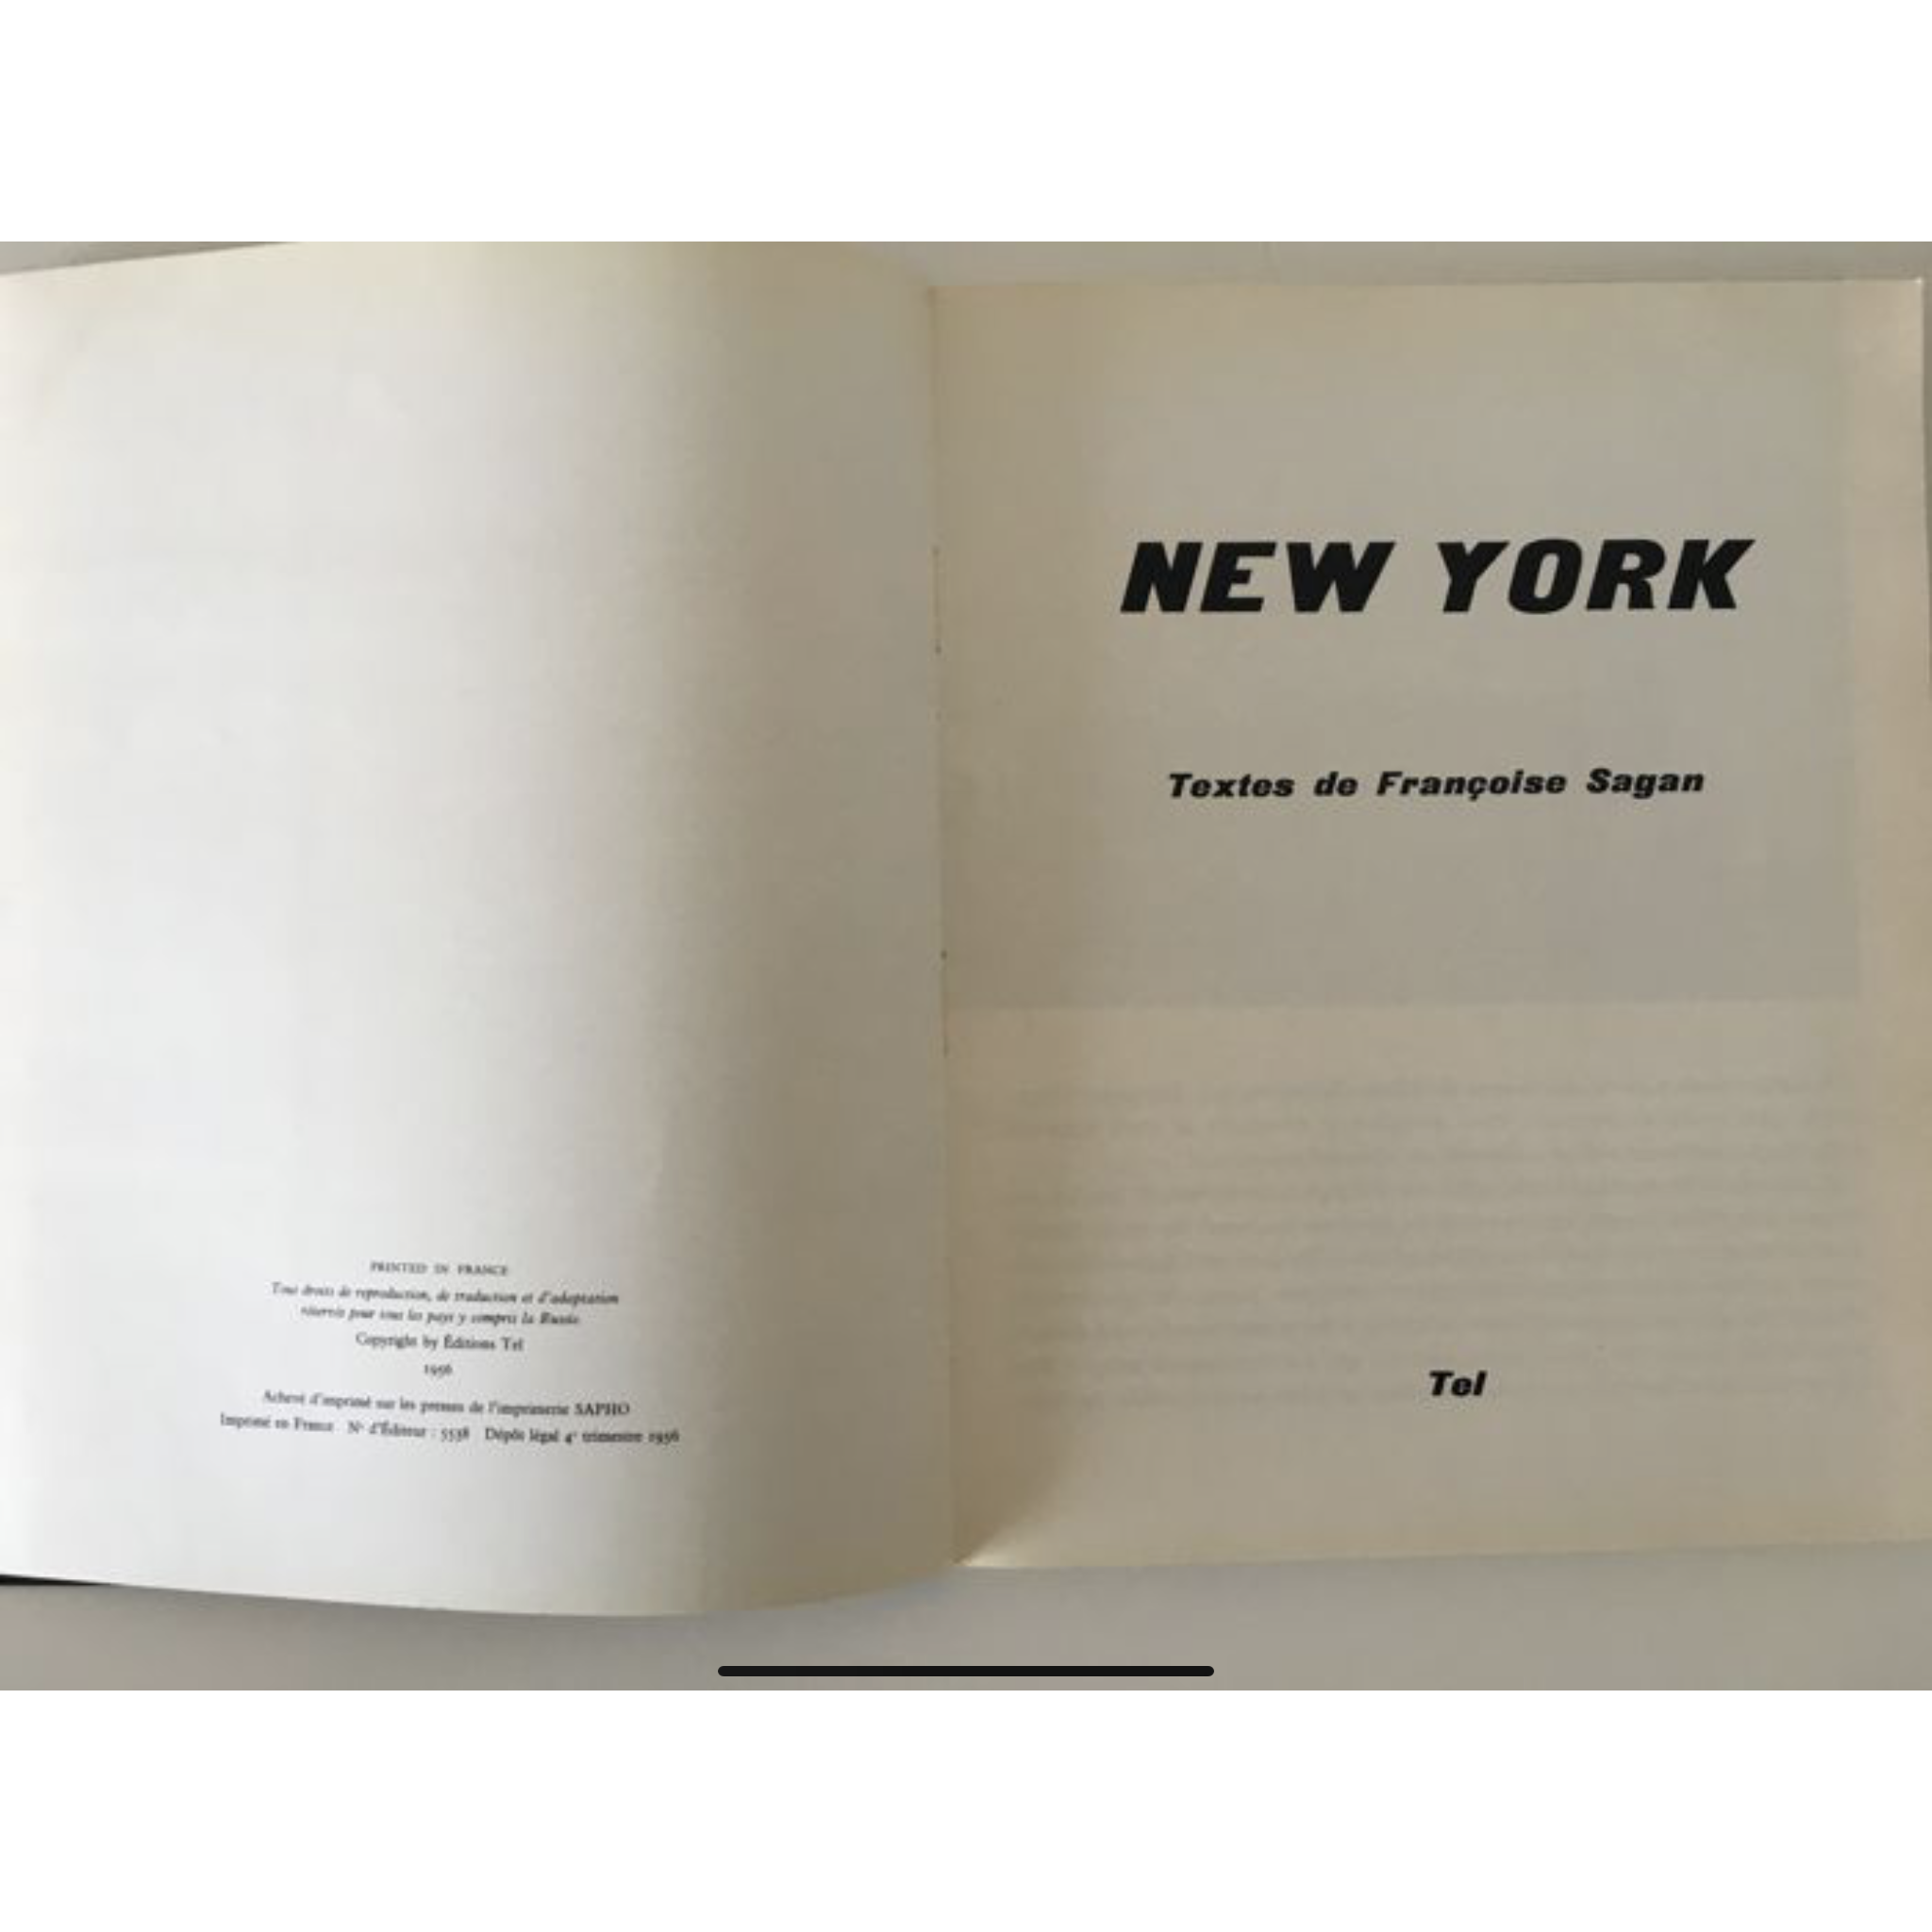 PRINTED IN FRANCE
Tous droits de reproduction, de traduction et d'adaptation
réservés pour tous les pays y compris la Russie
Copyright by Éditions Tel
1956
Achevé d'imprimé sur les presses de l'imprimerie SAPHO
Imprimé en France N° d'Éditeur : 5538 Dépôt légal 4e trimestre 1956
NEW YORK
Textes de Françoise Sagan
Tel